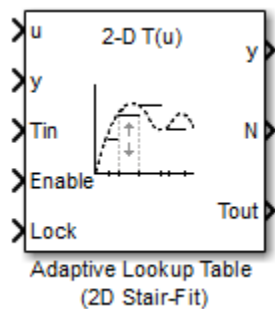 u
2-D T(u)
y
y
Tin
N
Enable
Tout
Lock
Adaptive Lookup Table
(2D Stair-Fit)